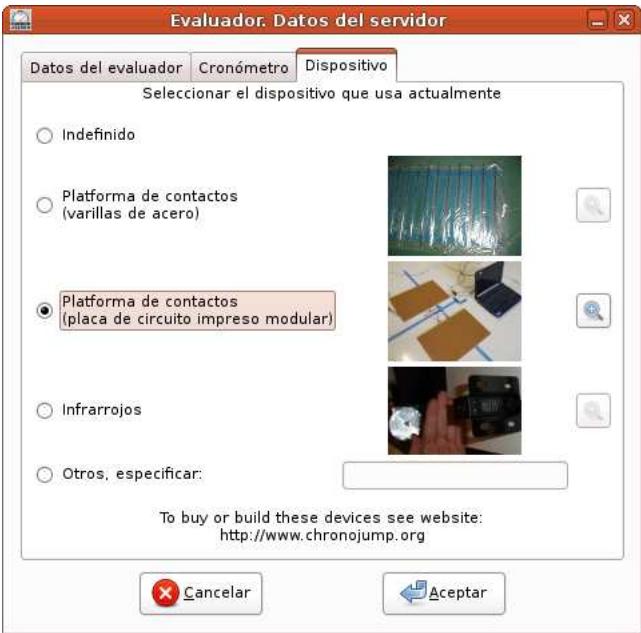 Evaluador. Datos del servidor
Datos del evaluador Cronómetro Dispositivo
Seleccionar el dispositivo que usa actualmente
Indefinido
Platforma de contactos
(varillas de acero)
Platforma de contactos
(placa de circuito impreso modular)
Infrarrojos
Otros, especificar:
To buy or build these devices see website:
http://www.chronojump.org
Cancelar Aceptar